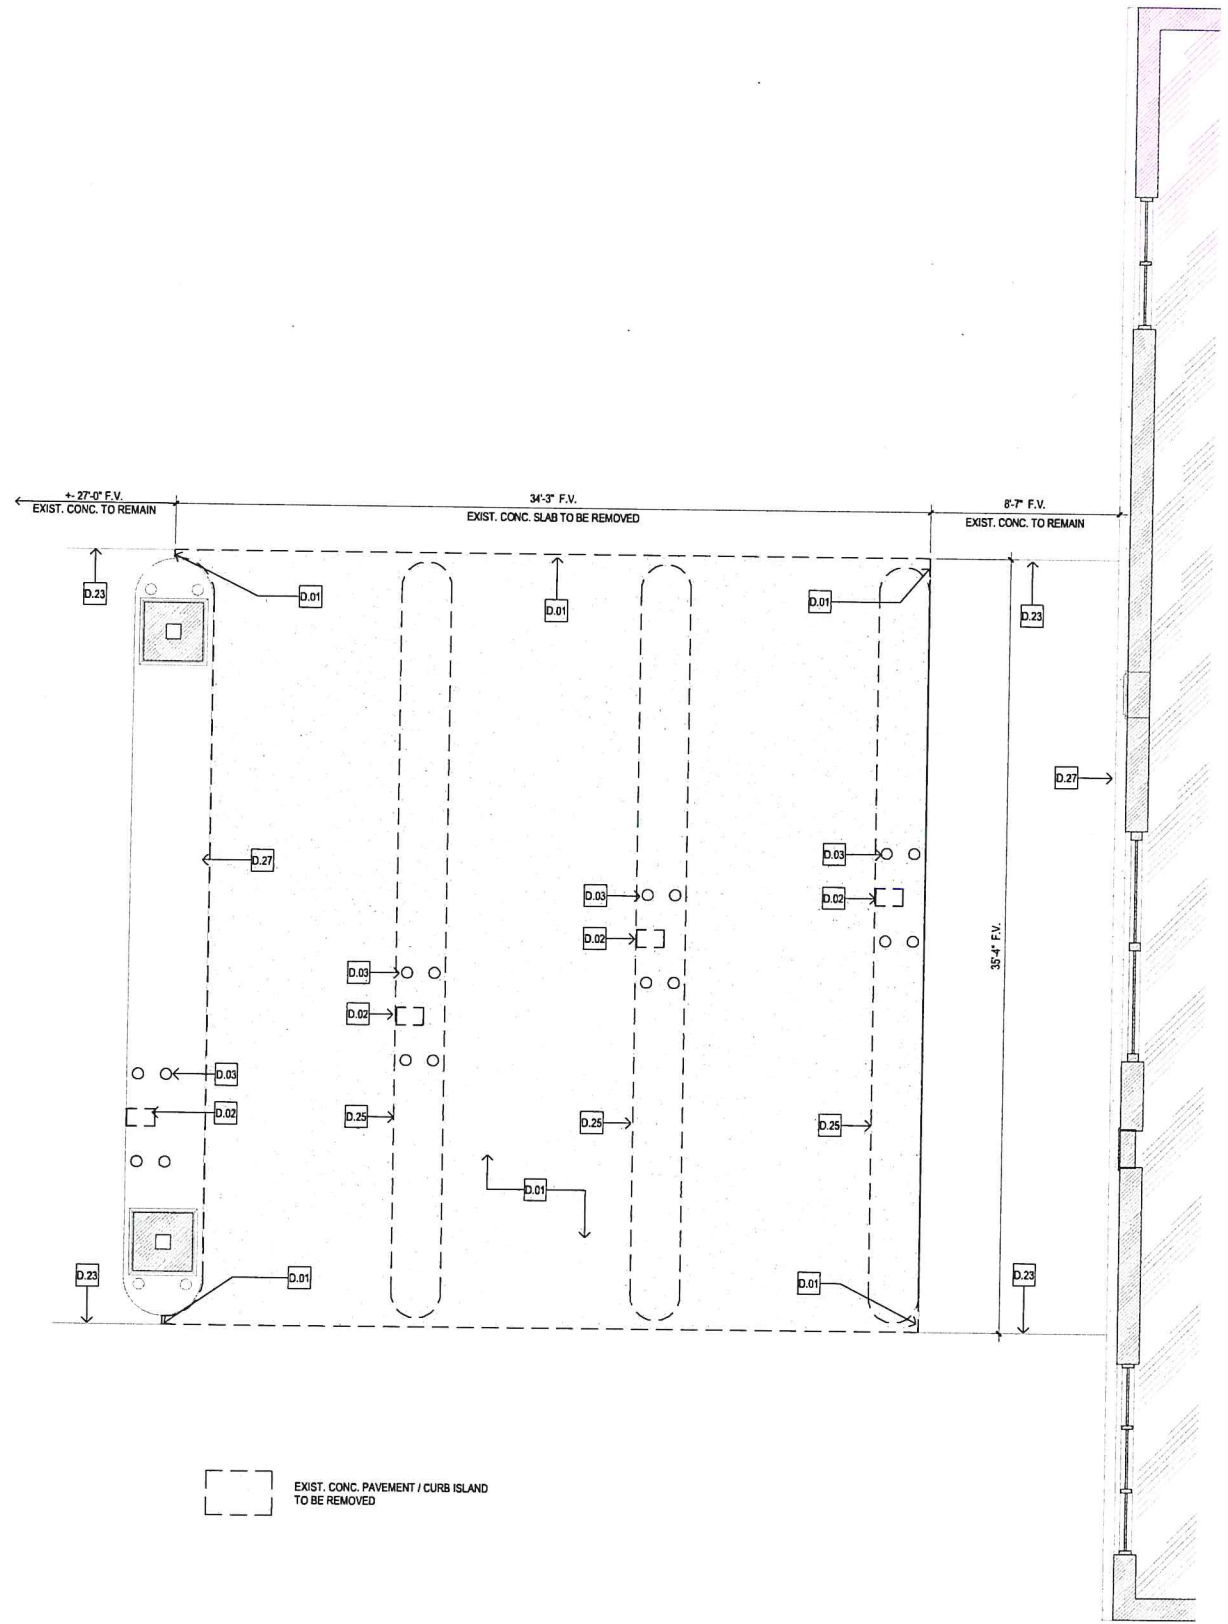 +- 27'-0" F.V.
EXIST. CONC. TO REMAIN
34'-3" F.V.
EXIST. CONC. SLAB TO BE REMOVED
8'-7" F.V.
EXIST. CONC. TO REMAIN
D.23
D.01
D.01
D.01
D.23
D.27
D.27
D.03
D.02
D.03
D.02
D.03
D.02
35'-4" F.V.
D.03
D.02
D.25
D.25
D.25
D.01
D.23
D.01
D.01
D.23
EXIST. CONC. PAVEMENT / CURB ISLAND
TO BE REMOVED